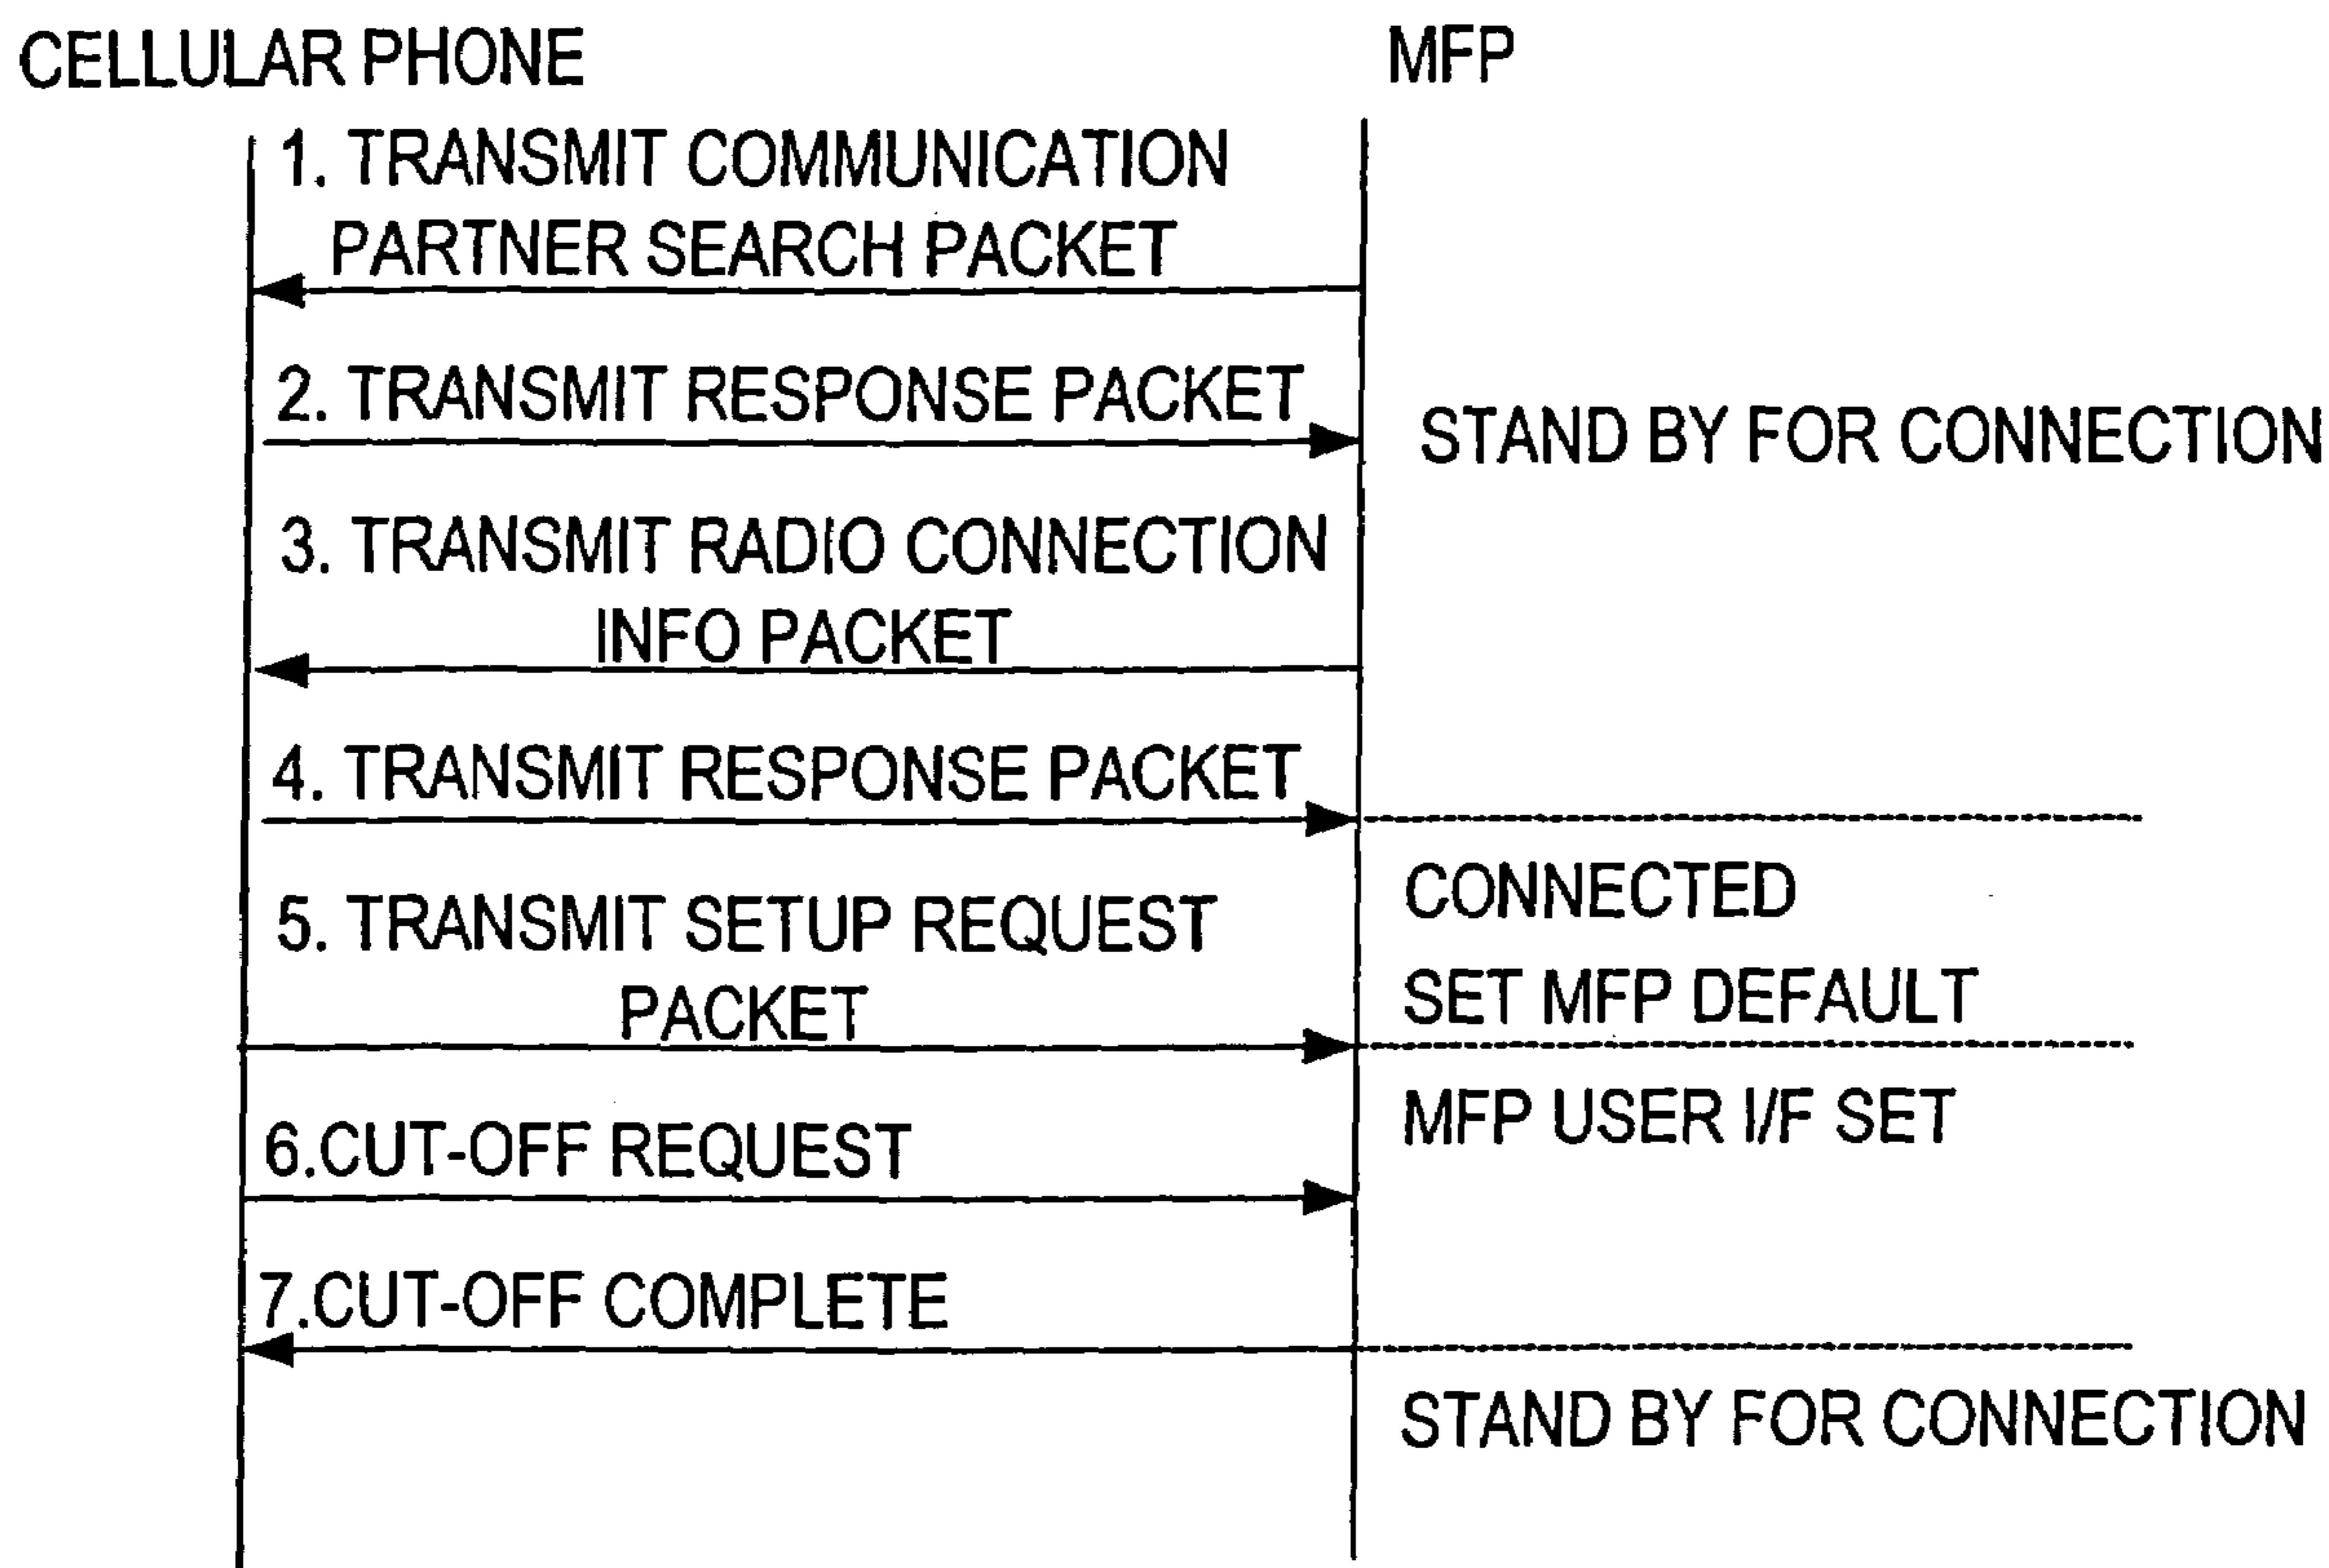 CELLULAR PHONE
MFP
1. TRANSMIT COMMUNICATION
PARTNER SEARCH PACKET
2. TRANSMIT RESPONSE PACKET
STAND BY FOR CONNECTION
3. TRANSMIT RADIO CONNECTION
INFO PACKET
4. TRANSMIT RESPONSE PACKET
CONNECTED
5. TRANSMIT SETUP REQUEST
PACKET
SET MFP DEFAULT
MFP USER I/F SET
6.CUT-OFF REQUEST
7.CUT-OFF COMPLETE
STAND BY FOR CONNECTION